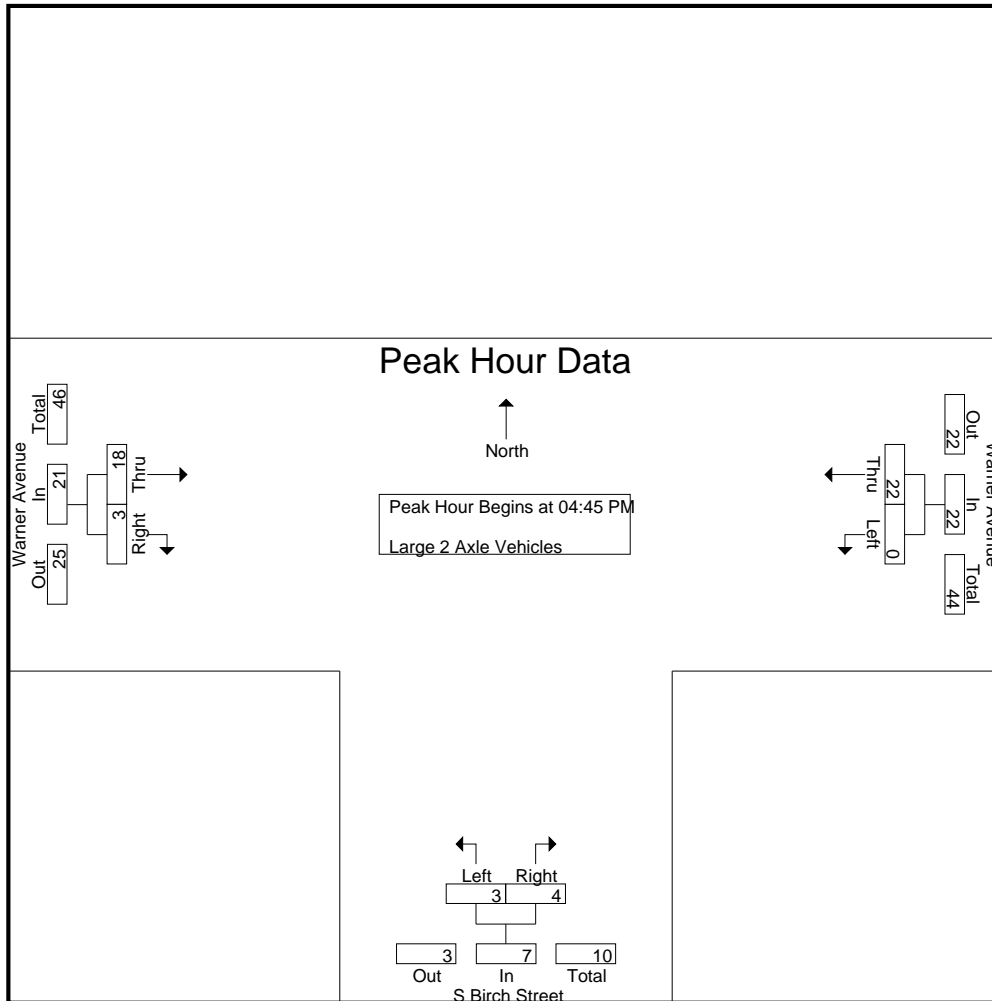 Peak Hour Data
North
Peak Hour Begins at 04:45 PM
Large 2 Axle Vehicles
Warner Avenue
Out In Total
25 21 46
Right Thru
3 18
Warner Avenue
Out In Total
22 22 44
Thru Left
22 0
Left Right
3 4
3 7 10
Out In Total
S Birch Street